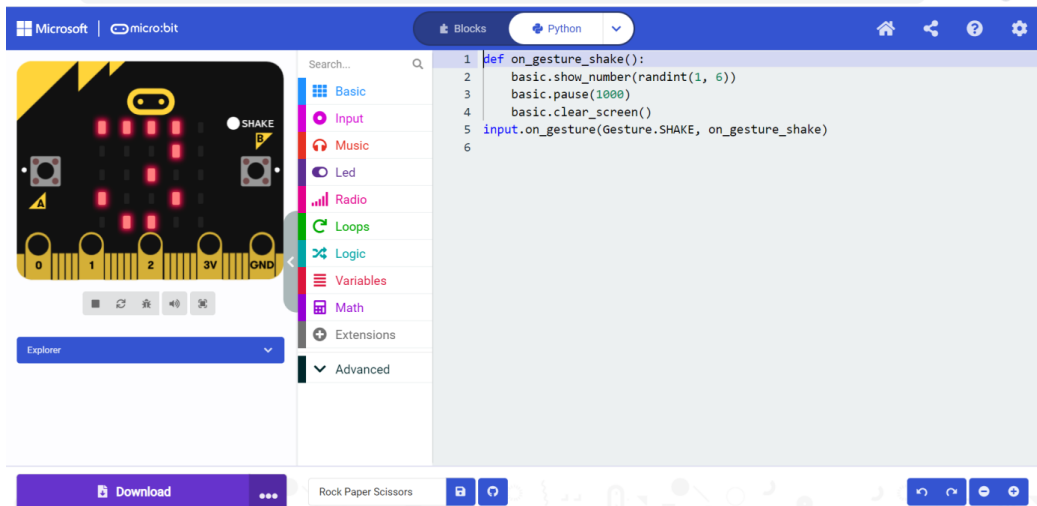 Microsoft micro:bit
Blocks Python
SHAKE
B
A
0 1 2 3V GND
Explorer
Download
Search...
Basic
Input
Music
Led
Radio
Loops
Logic
Variables
Math
Extensions
Advanced
1 def on_gesture_shake():
2     basic.show_number(randint(1, 6))
3     basic.pause(1000)
4     basic.clear_screen()
5 input.on_gesture(Gesture.SHAKE, on_gesture_shake)
6
Rock Paper Scissors